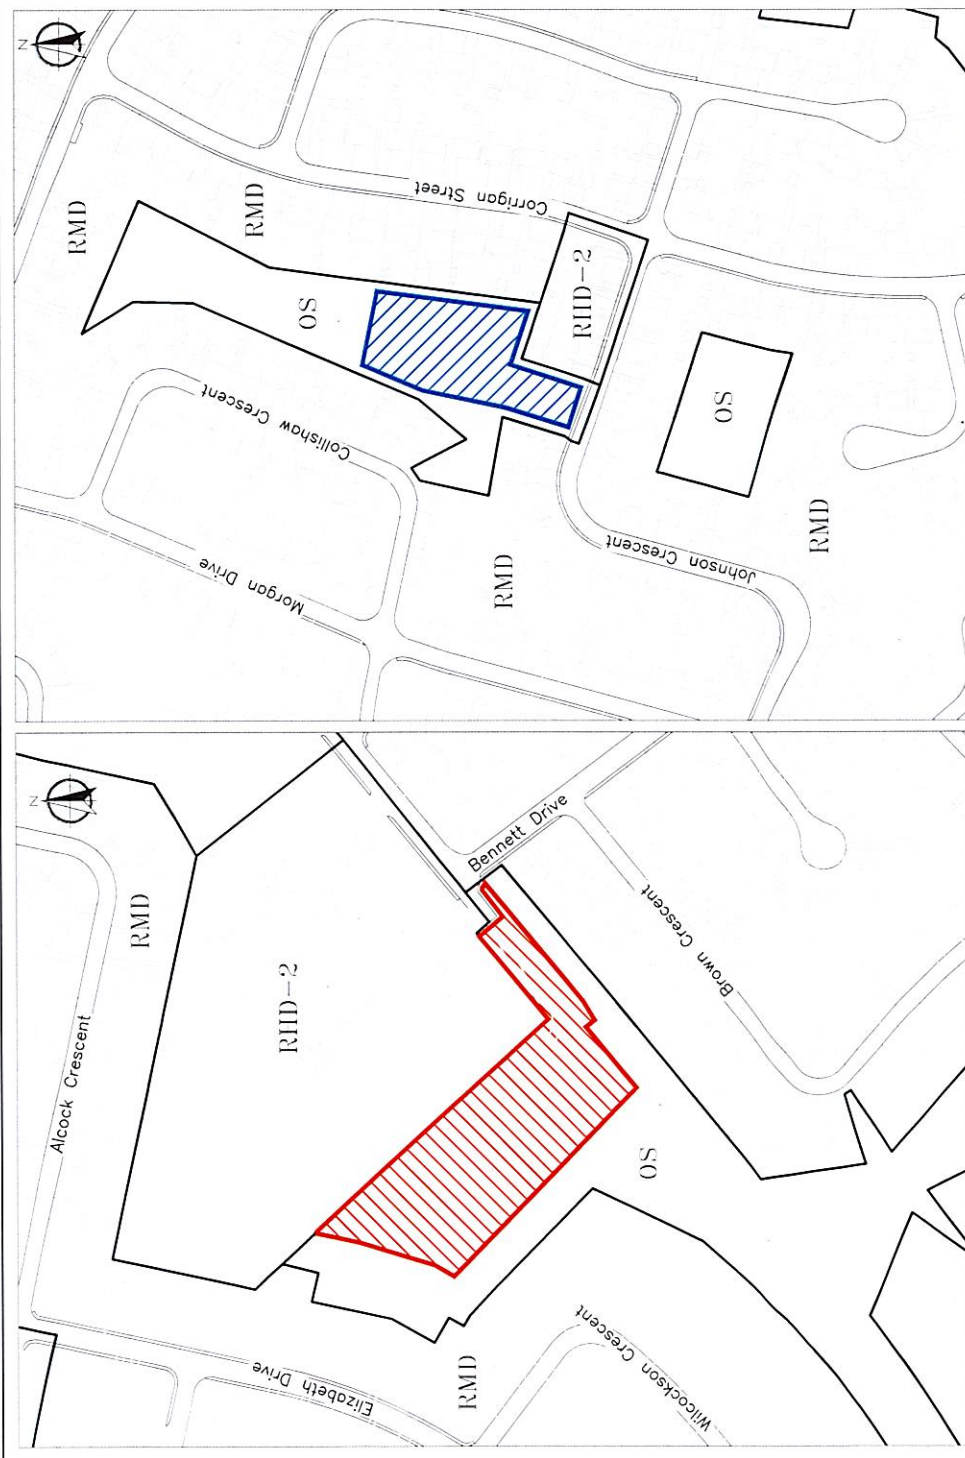 N
RMD
RMD
Corrigan Street
OS
RHD-2
Collishaw Crescent
OS
Morgan Drive
RMD
Johnson Crescent
RMD
N
Bennett Drive
RMD
Brown Crescent
RHD-2
Alcock Crescent
OS
Elizabeth Drive
RMD
Wilcockson Crescent